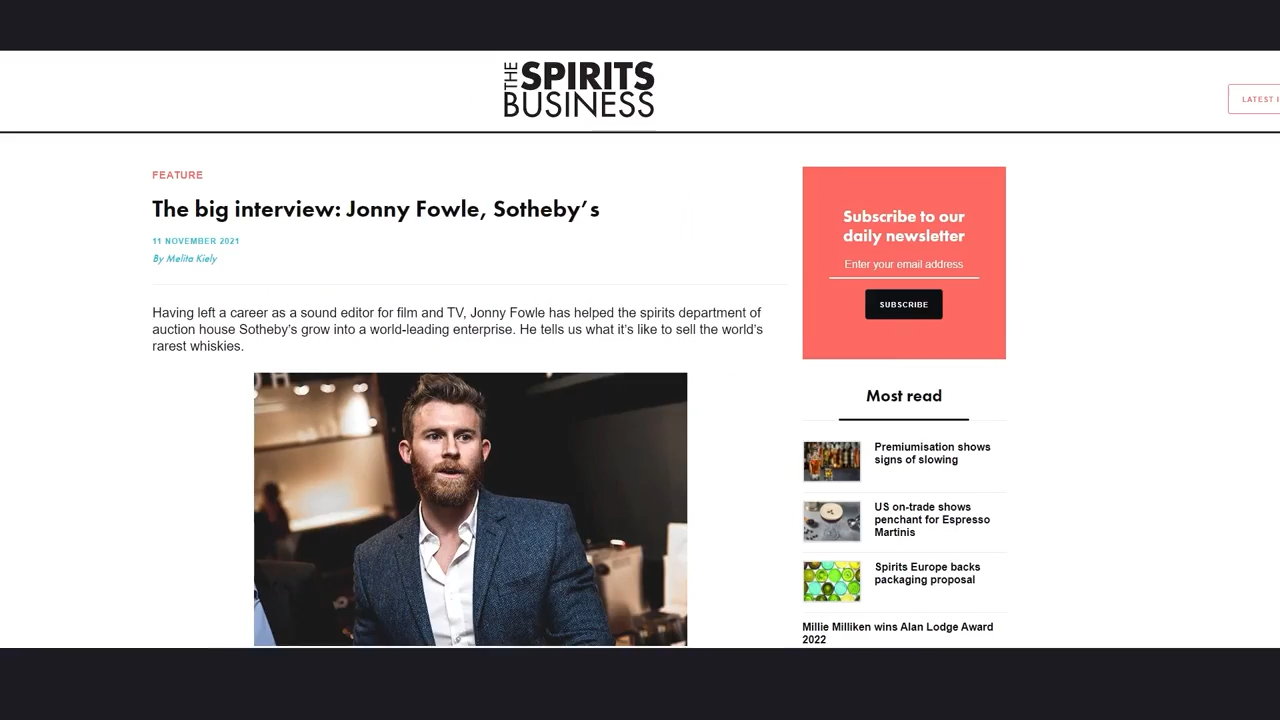 THE SPIRITS
BUSINESS
LATEST
FEATURE
The big interview: Jonny Fowle, Sotheby's
11 NOVEMBER 2021
By Melita Kiely
Having left a career as a sound editor for film and TV, Jonny Fowle has helped the spirits department of
auction house Sotheby's grow into a world-leading enterprise. He tells us what it's like to sell the world's
rarest whiskies.
Subscribe to our
daily newsletter
Enter your email address
SUBSCRIBE
Most read
Premiumisation shows
signs of slowing
US on-trade shows
penchant for Espresso
Martinis
Spirits Europe backs
packaging proposal
Millie Milliken wins Alan Lodge Award
2022